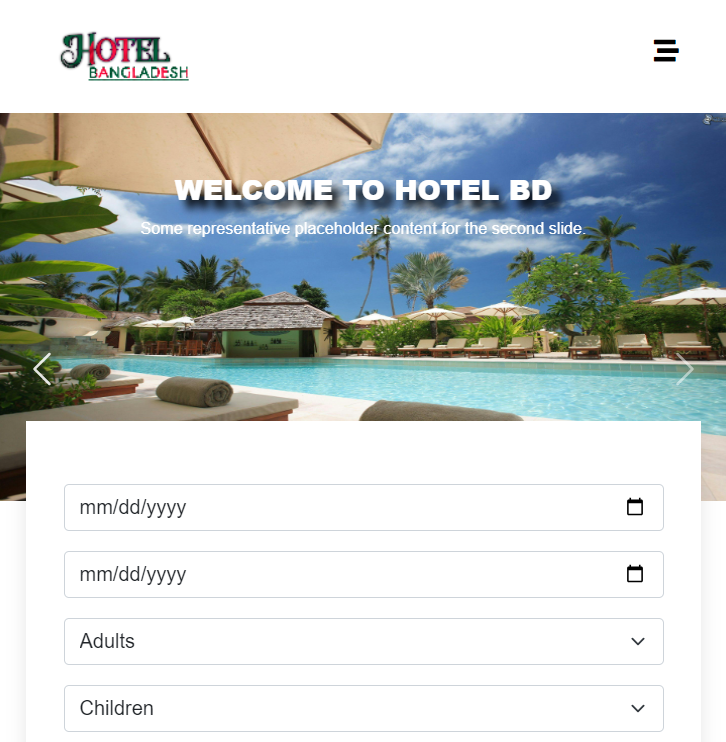 HOTEL
BANGLADESH
WELCOME TO HOTEL BD
Some representative placeholder content for the second slide.
mm/dd/yyyy
mm/dd/yyyy
Adults
Children